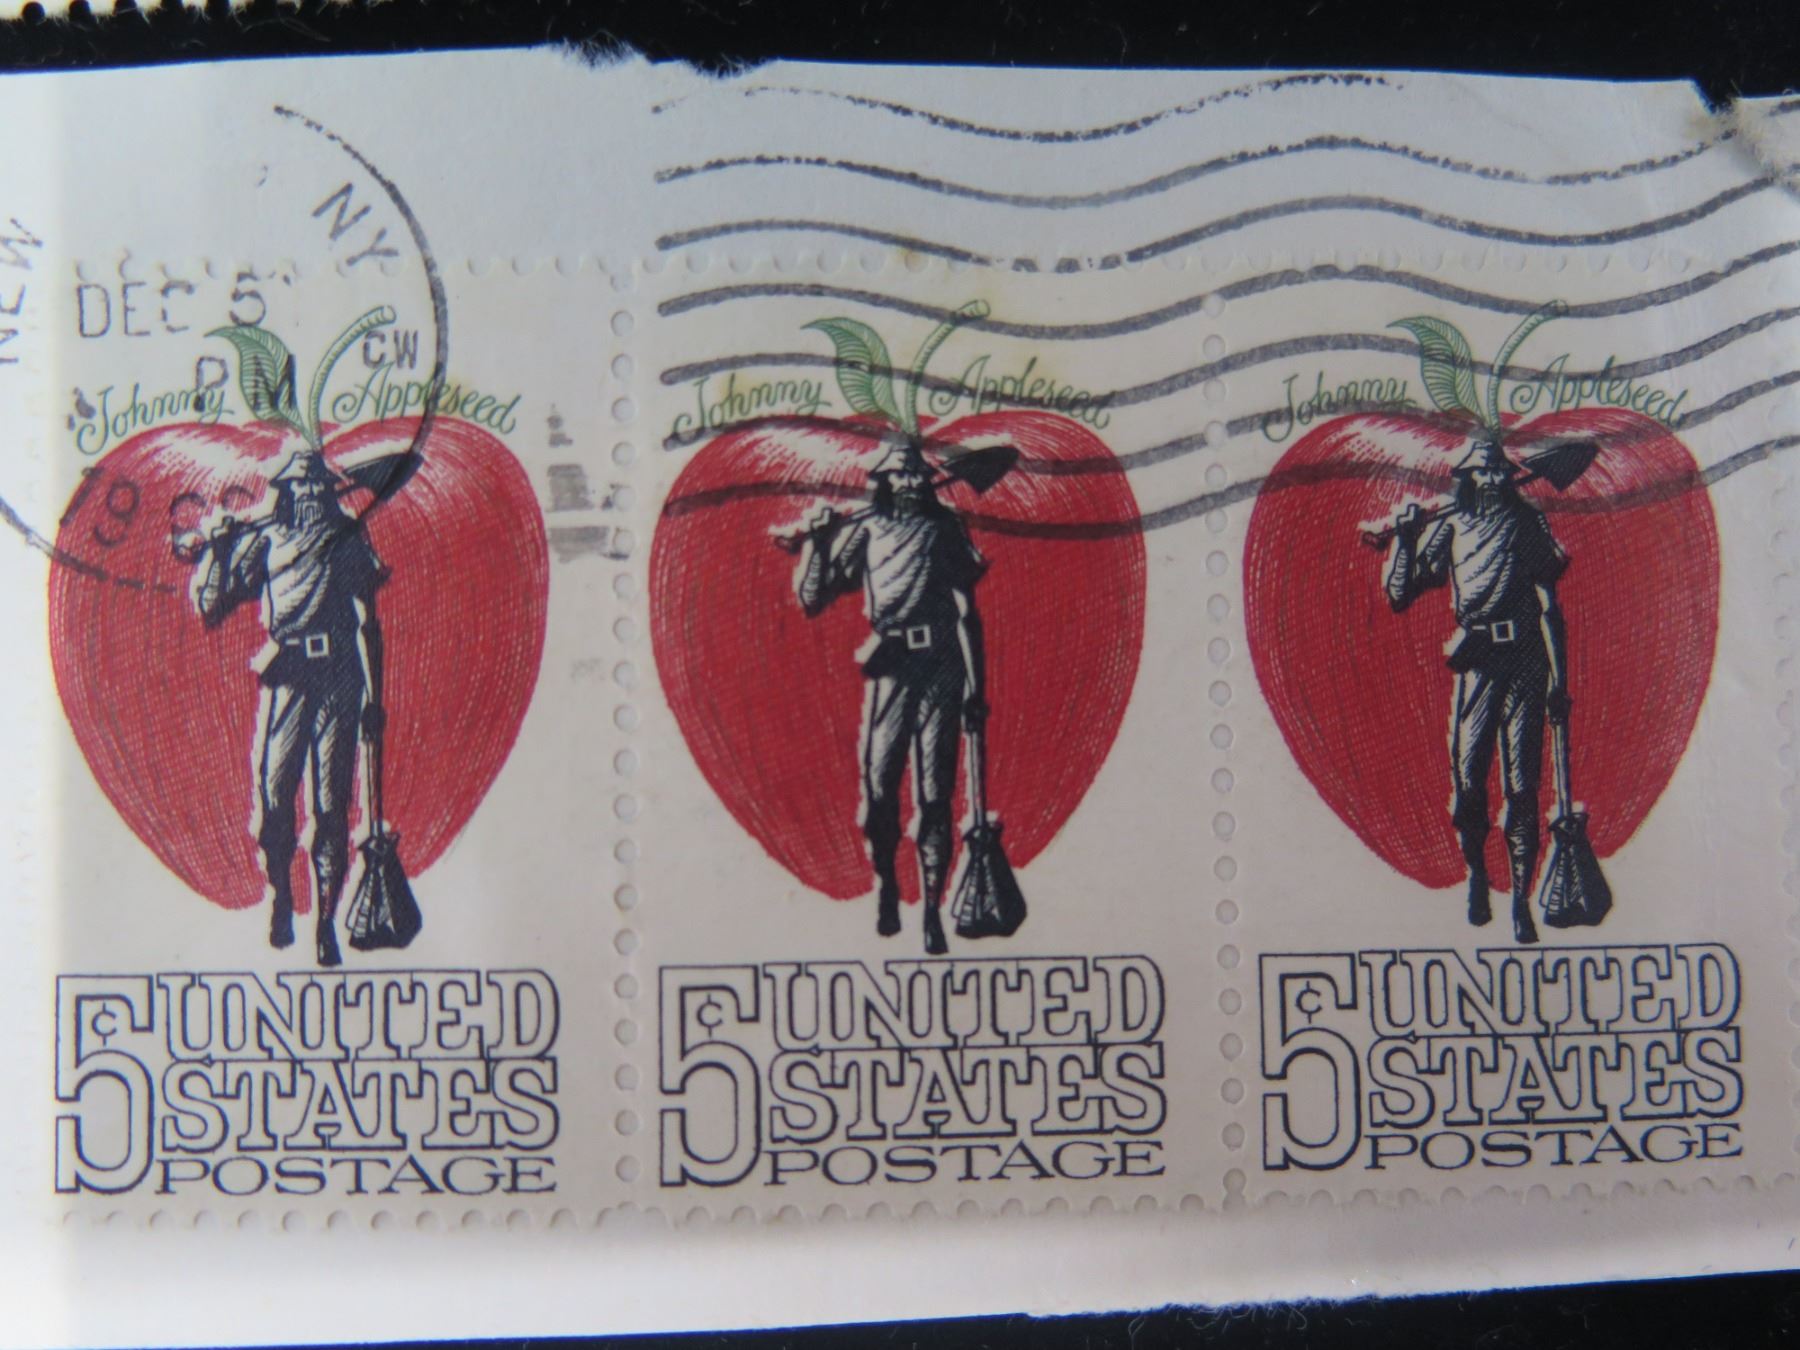 NEW
NY
DEC 5
PM
CW
Johnny Appleseed
Johnny Appleseed
Johnny Appleseed
5¢ UNITED
STATES
POSTAGE
5¢ UNITED
STATES
POSTAGE
5¢ UNITED
STATES
POSTAGE